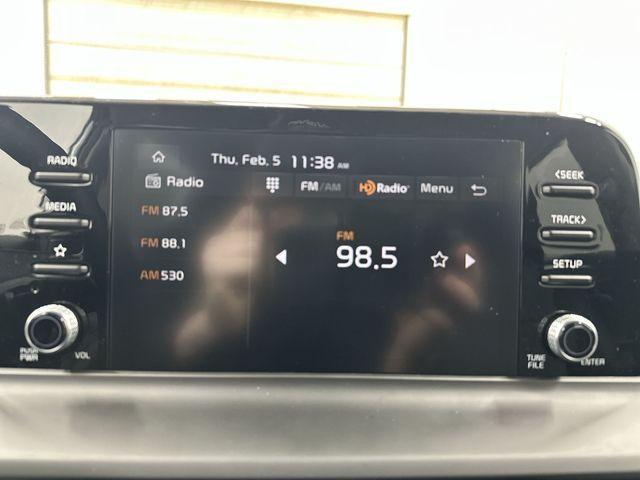 RADIO
MEDIA
PWR
VOL
Thu, Feb. 5 11:38 AM
Radio
FM/AM
HD Radio
Menu
FM 87.5
FM 88.1
AM 530
FM
98.5
<SEEK
TRACK>
SETUP
TUNE
FILE
ENTER